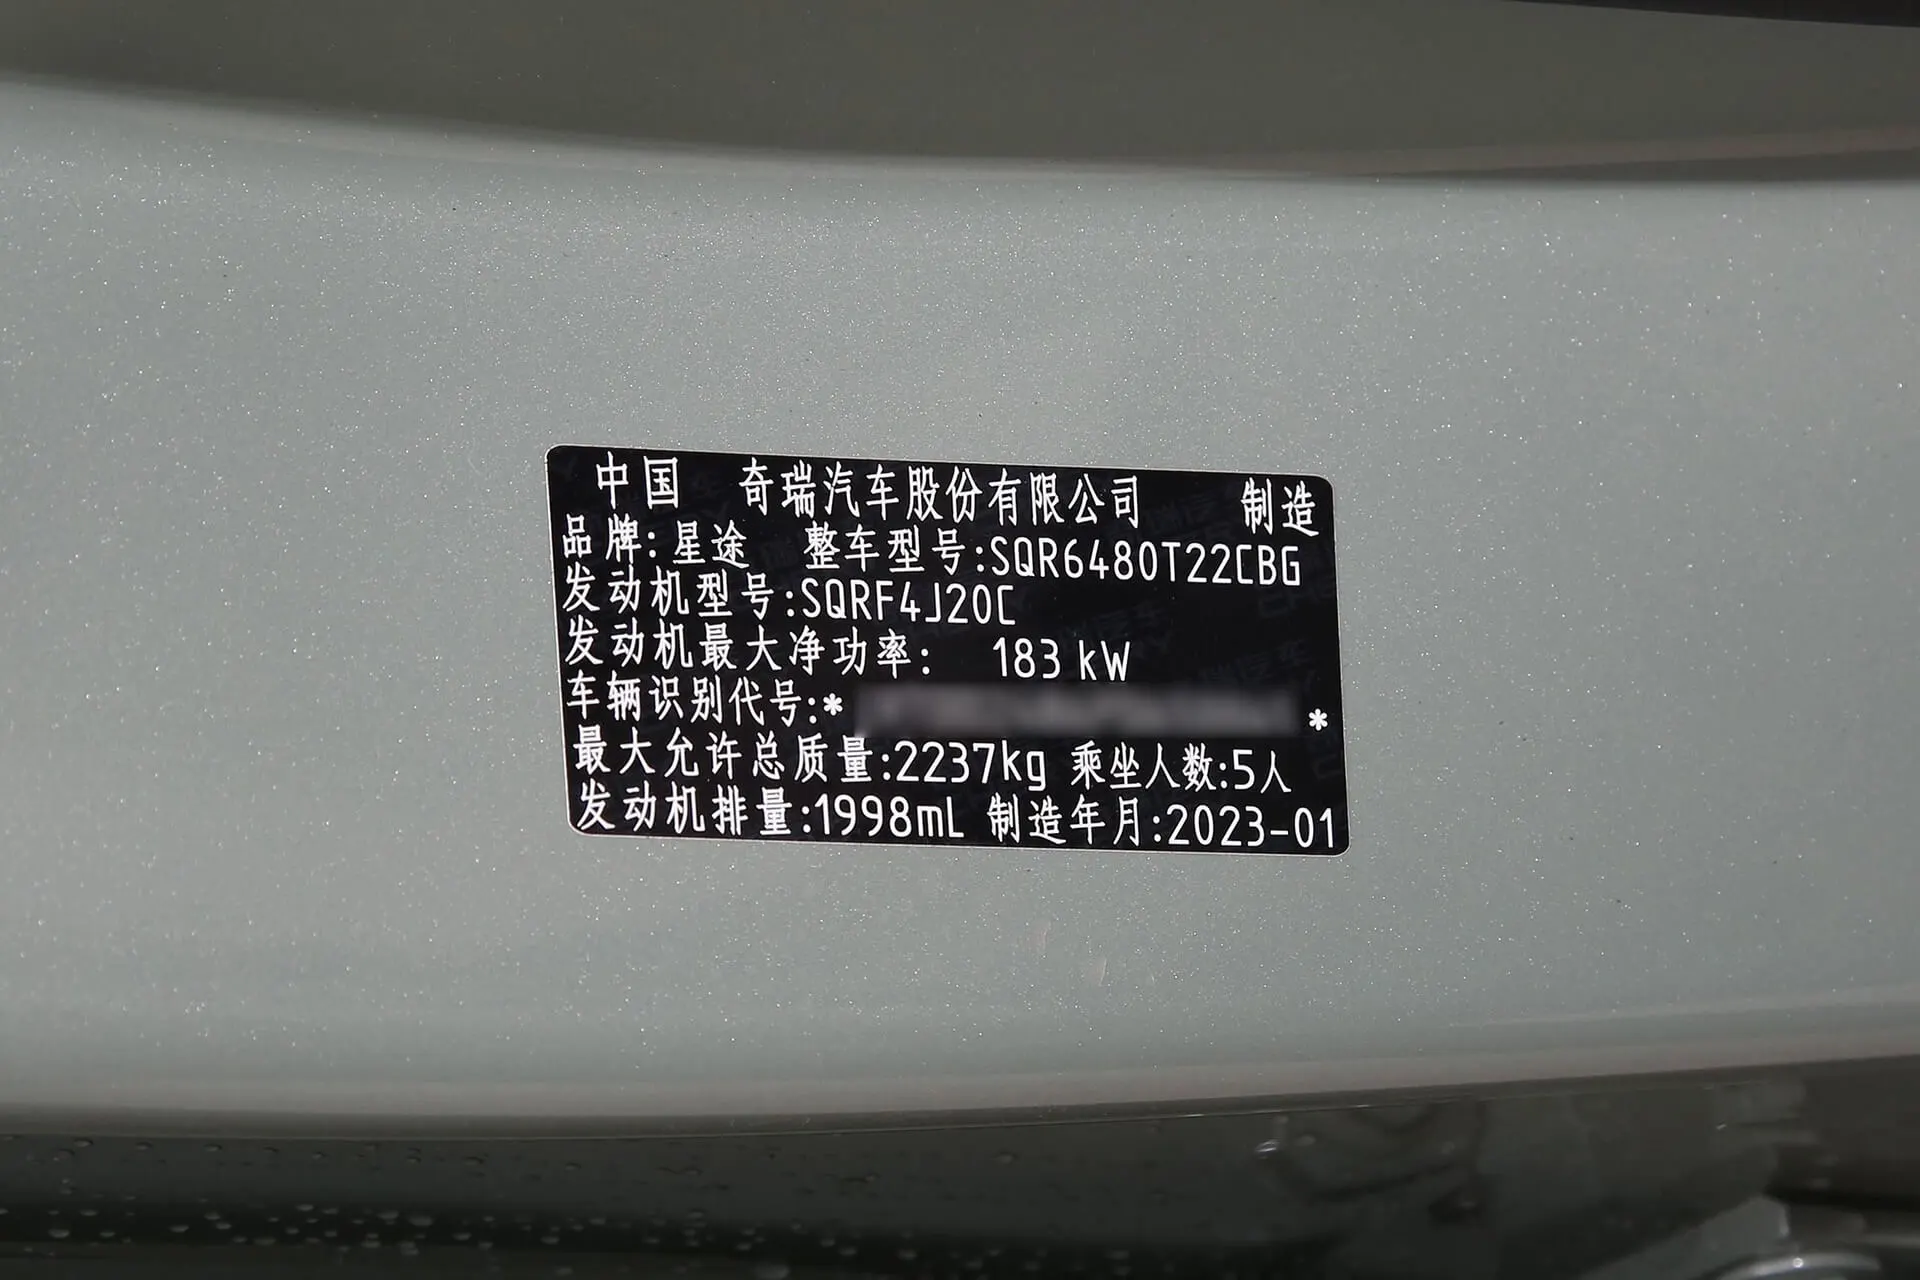 中国 奇瑞汽车股份有限公司 制造
品牌:星途 整车型号:SQR6480T22CBG
发动机型号:SQRF4J20C
发动机最大净功率: 183 kW
车辆识别代号:* *
最大允许总质量:2237kg 乘坐人数:5人
发动机排量:1998mL 制造年月:2023-01